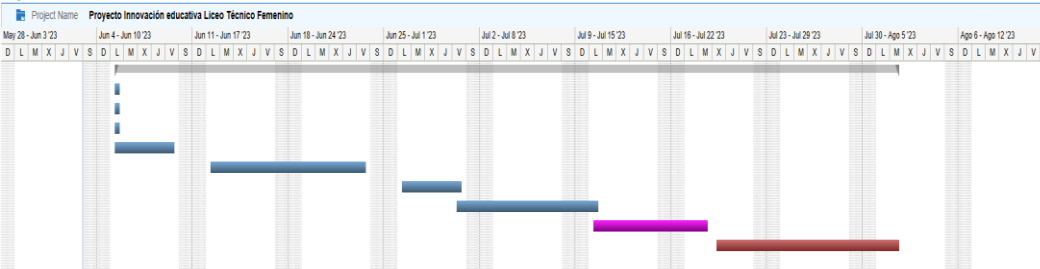 Project Name Proyecto Innovación educativa Liceo Técnico Femenino
May 28 - Jun 3 '23 Jun 4 - Jun 10 '23 Jun 11 - Jun 17 '23 Jun 18 - Jun 24 '23 Jun 25 - Jul 1 '23 Jul 2 - Jul 8 '23 Jul 9 - Jul 15 '23 Jul 16 - Jul 22 '23 Jul 23 - Jul 29 '23 Jul 30 - Ago 5 '23 Ago 6 - Ago 12 '23
D L M X J V S D L M X J V S D L M X J V S D L M X J V S D L M X J V S D L M X J V S D L M X J V S D L M X J V S D L M X J V S D L M X J V S D L M X J V